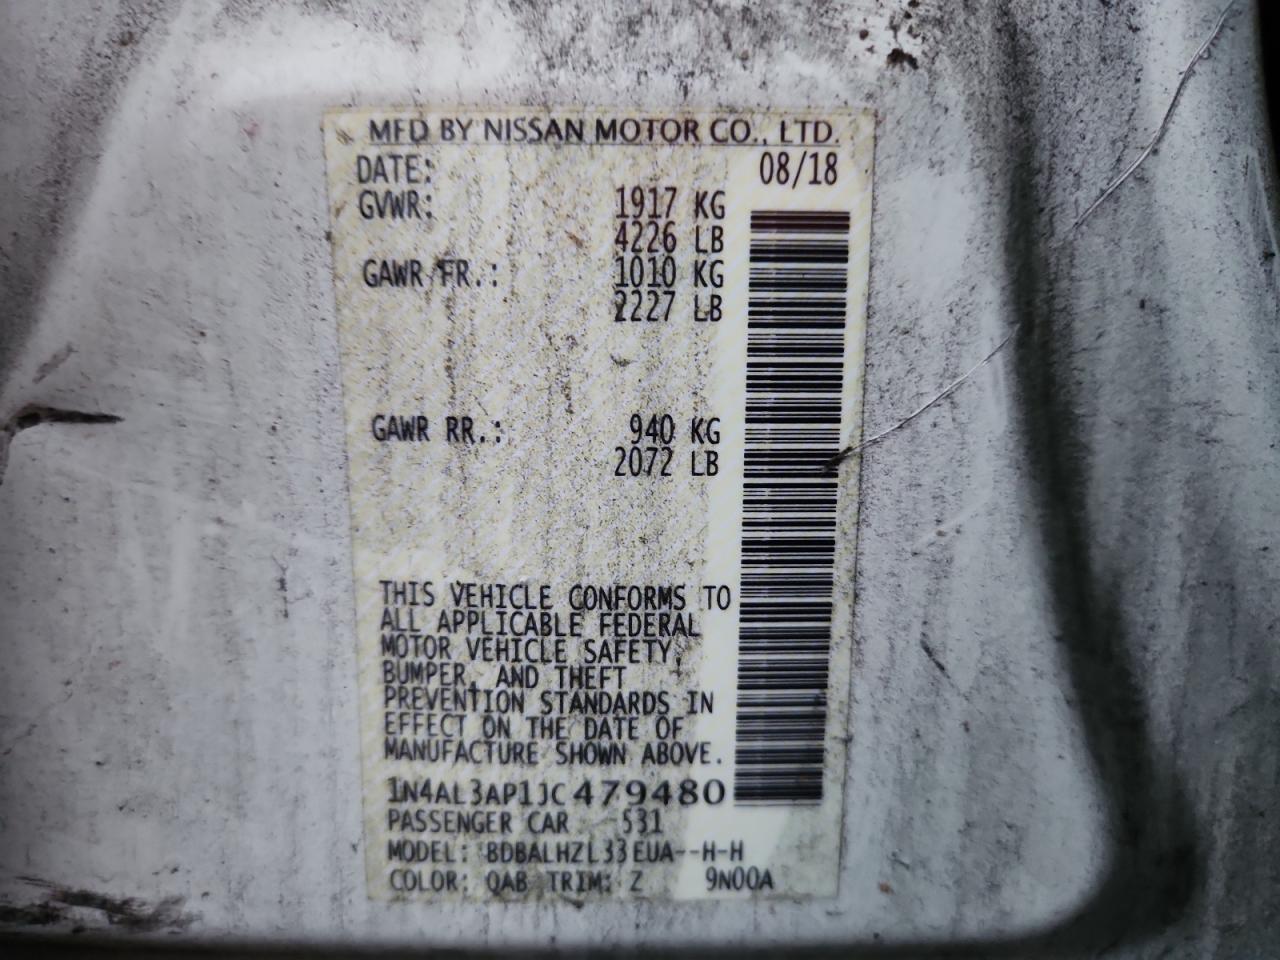 MFD BY NISSAN MOTOR CO., LTD.
DATE: 08/18
GVWR: 1917 KG
4226 LB
GAWR FR.: 1010 KG
2227 LB
GAWR RR.: 940 KG
2072 LB
THIS VEHICLE CONFORMS TO
ALL APPLICABLE FEDERAL
MOTOR VEHICLE SAFETY,
BUMPER, AND THEFT
PREVENTION STANDARDS IN
EFFECT ON THE DATE OF
MANUFACTURE SHOWN ABOVE.
1N4AL3AP1JC479480
PASSENGER CAR 531
MODEL: BDBALHZL33EUA--H-H
COLOR: QAB TRIM: Z 9N00A